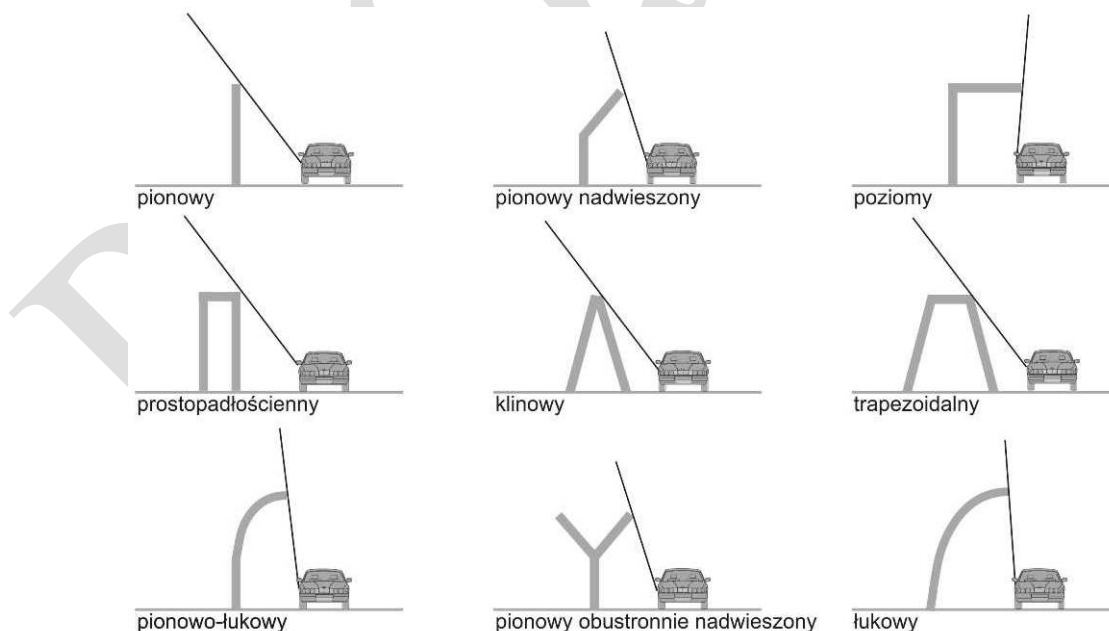 pionowy
pionowy nadwieszony
poziomy
prostopadłościenny
klinowy
trapezoidalny
pionowo-łukowy
pionowy obustronnie nadwieszony
łukowy